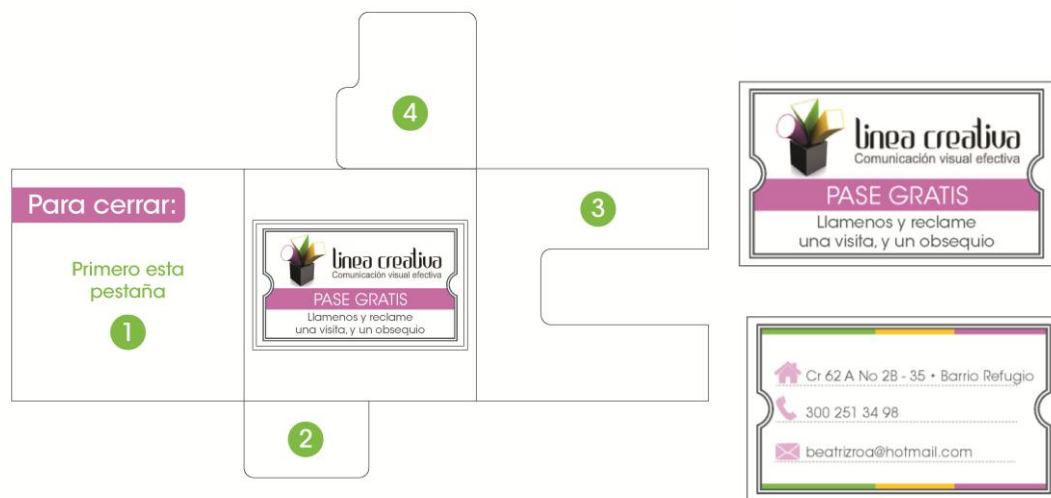 4
Para cerrar:
Primero esta
pestaña
1
linea creativa
Comunicación visual efectiva
PASE GRATIS
Llamenos y reclame
una visita, y un obsequio
3
2
linea creativa
Comunicación visual efectiva
PASE GRATIS
Llamenos y reclame
una visita, y un obsequio
Cr 62 A No 2B - 35 • Barrio Refugio
300 251 34 98
beatrizroa@hotmail.com